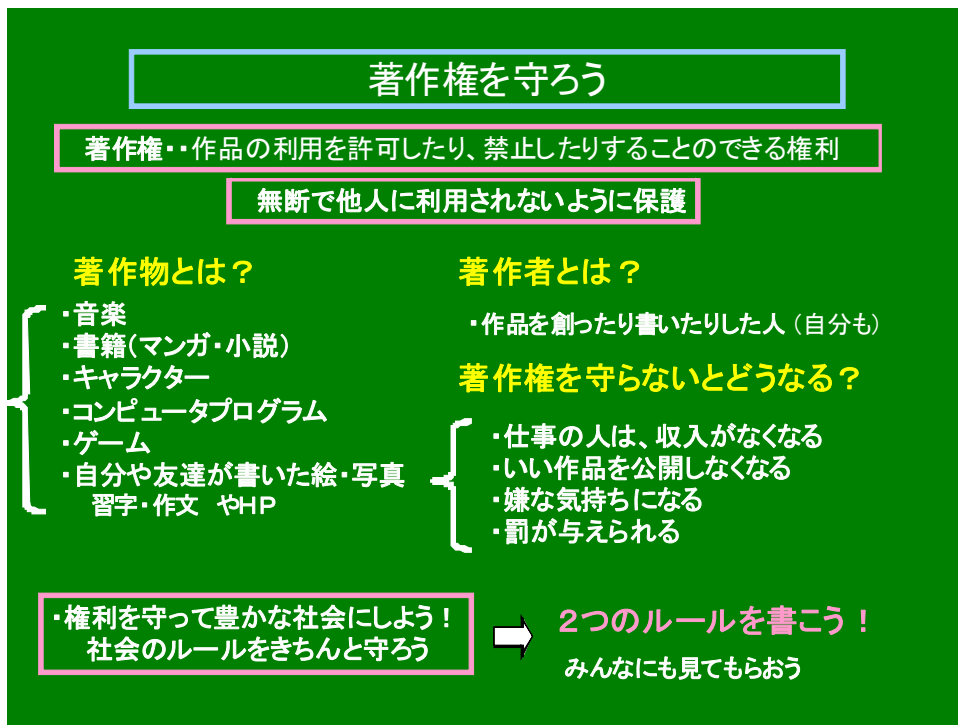 著作権を守ろう
著作権・・作品の利用を許可したり、禁止したりすることのできる権利
無断で他人に利用されないように保護
著作物とは？
・音楽
・書籍（マンガ・小説）
・キャラクター
・コンピュータプログラム
・ゲーム
・自分や友達が書いた絵・写真
習字・作文　やHP
著作者とは？
・作品を創ったり書いたりした人（自分も）
著作権を守らないとどうなる？
・仕事の人は、収入がなくなる
・いい作品を公開しなくなる
・嫌な気持ちになる
・罰が与えられる
・権利を守って豊かな社会にしよう！
社会のルールをきちんと守ろう
２つのルールを書こう！
みんなにも見てもらおう